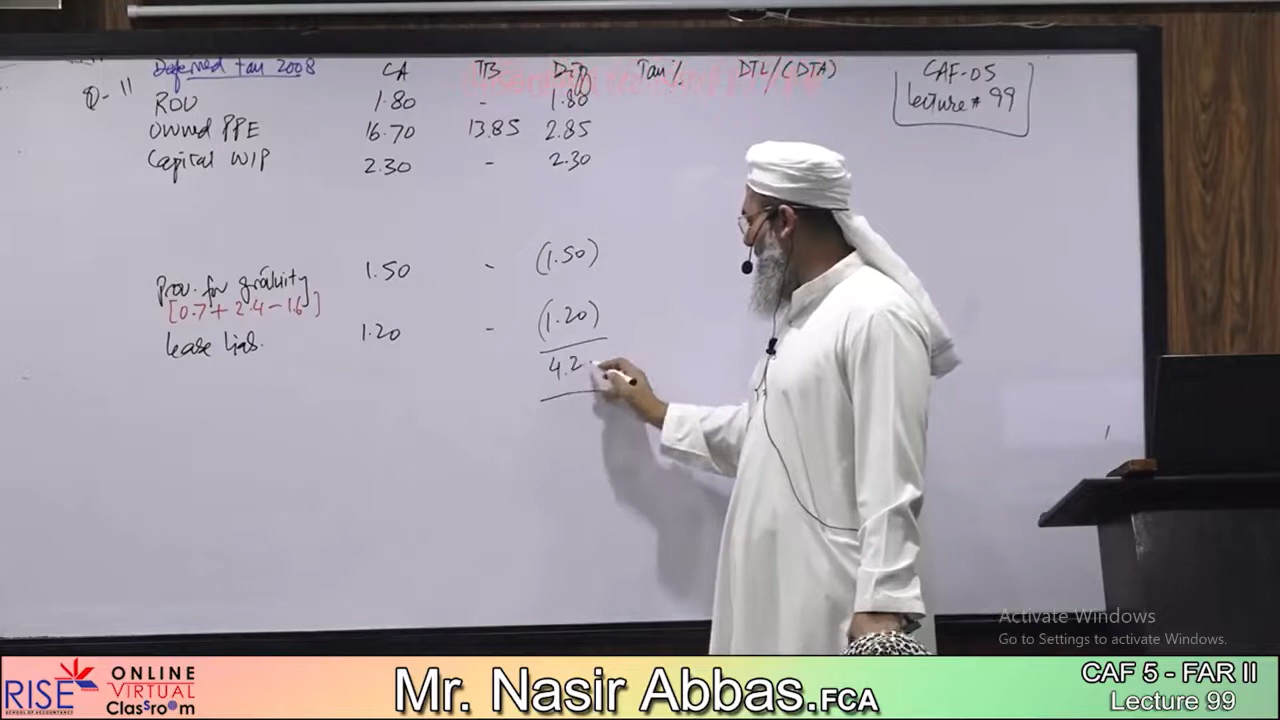 Deferred tax 2008 CA TB Diff Tax% DTL/(DTA)
Q-11
ROU 1.80 - 1.80
Owned PPE 16.70 13.85 2.85
Capital WIP 2.30 - 2.30
Prov. for gratuity 1.50 - (1.50)
[0.7 + 2.4 - 1.6]
lease liab. 1.20 - (1.20)
4.2
CAF-05
Lecture # 99
Activate Windows
Go to Settings to activate Windows.
RISE
SCHOOL OF ACCOUNTANCY
ONLINE
VIRTUAL
ClasSroom
Mr. Nasir Abbas.FCA
CAF 5 - FAR II
Lecture 99